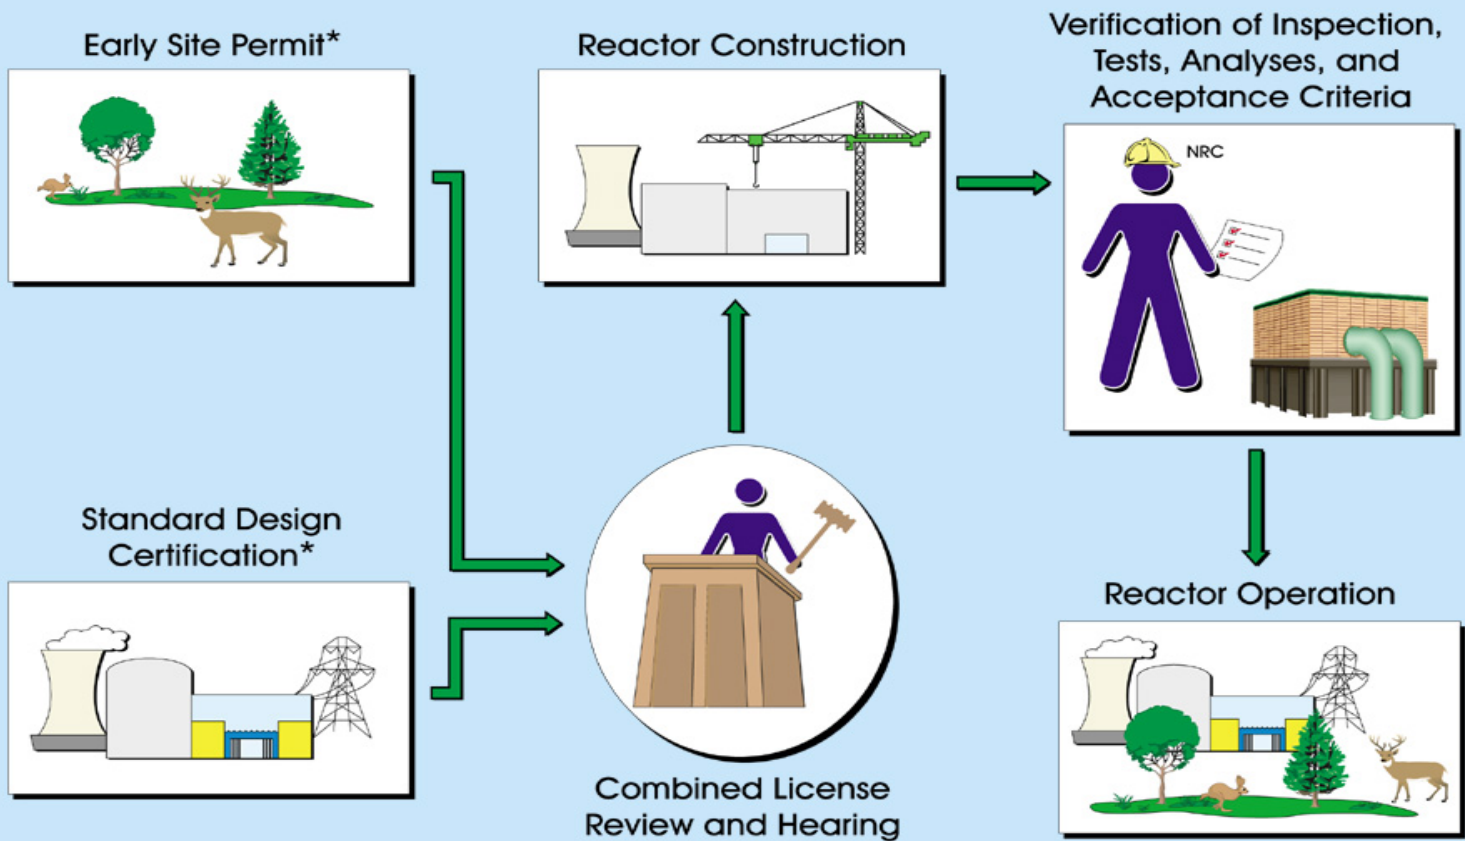 Early Site Permit*
Reactor Construction
Verification of Inspection,
Tests, Analyses, and
Acceptance Criteria
NRC
Standard Design
Certification*
Combined License
Review and Hearing
Reactor Operation